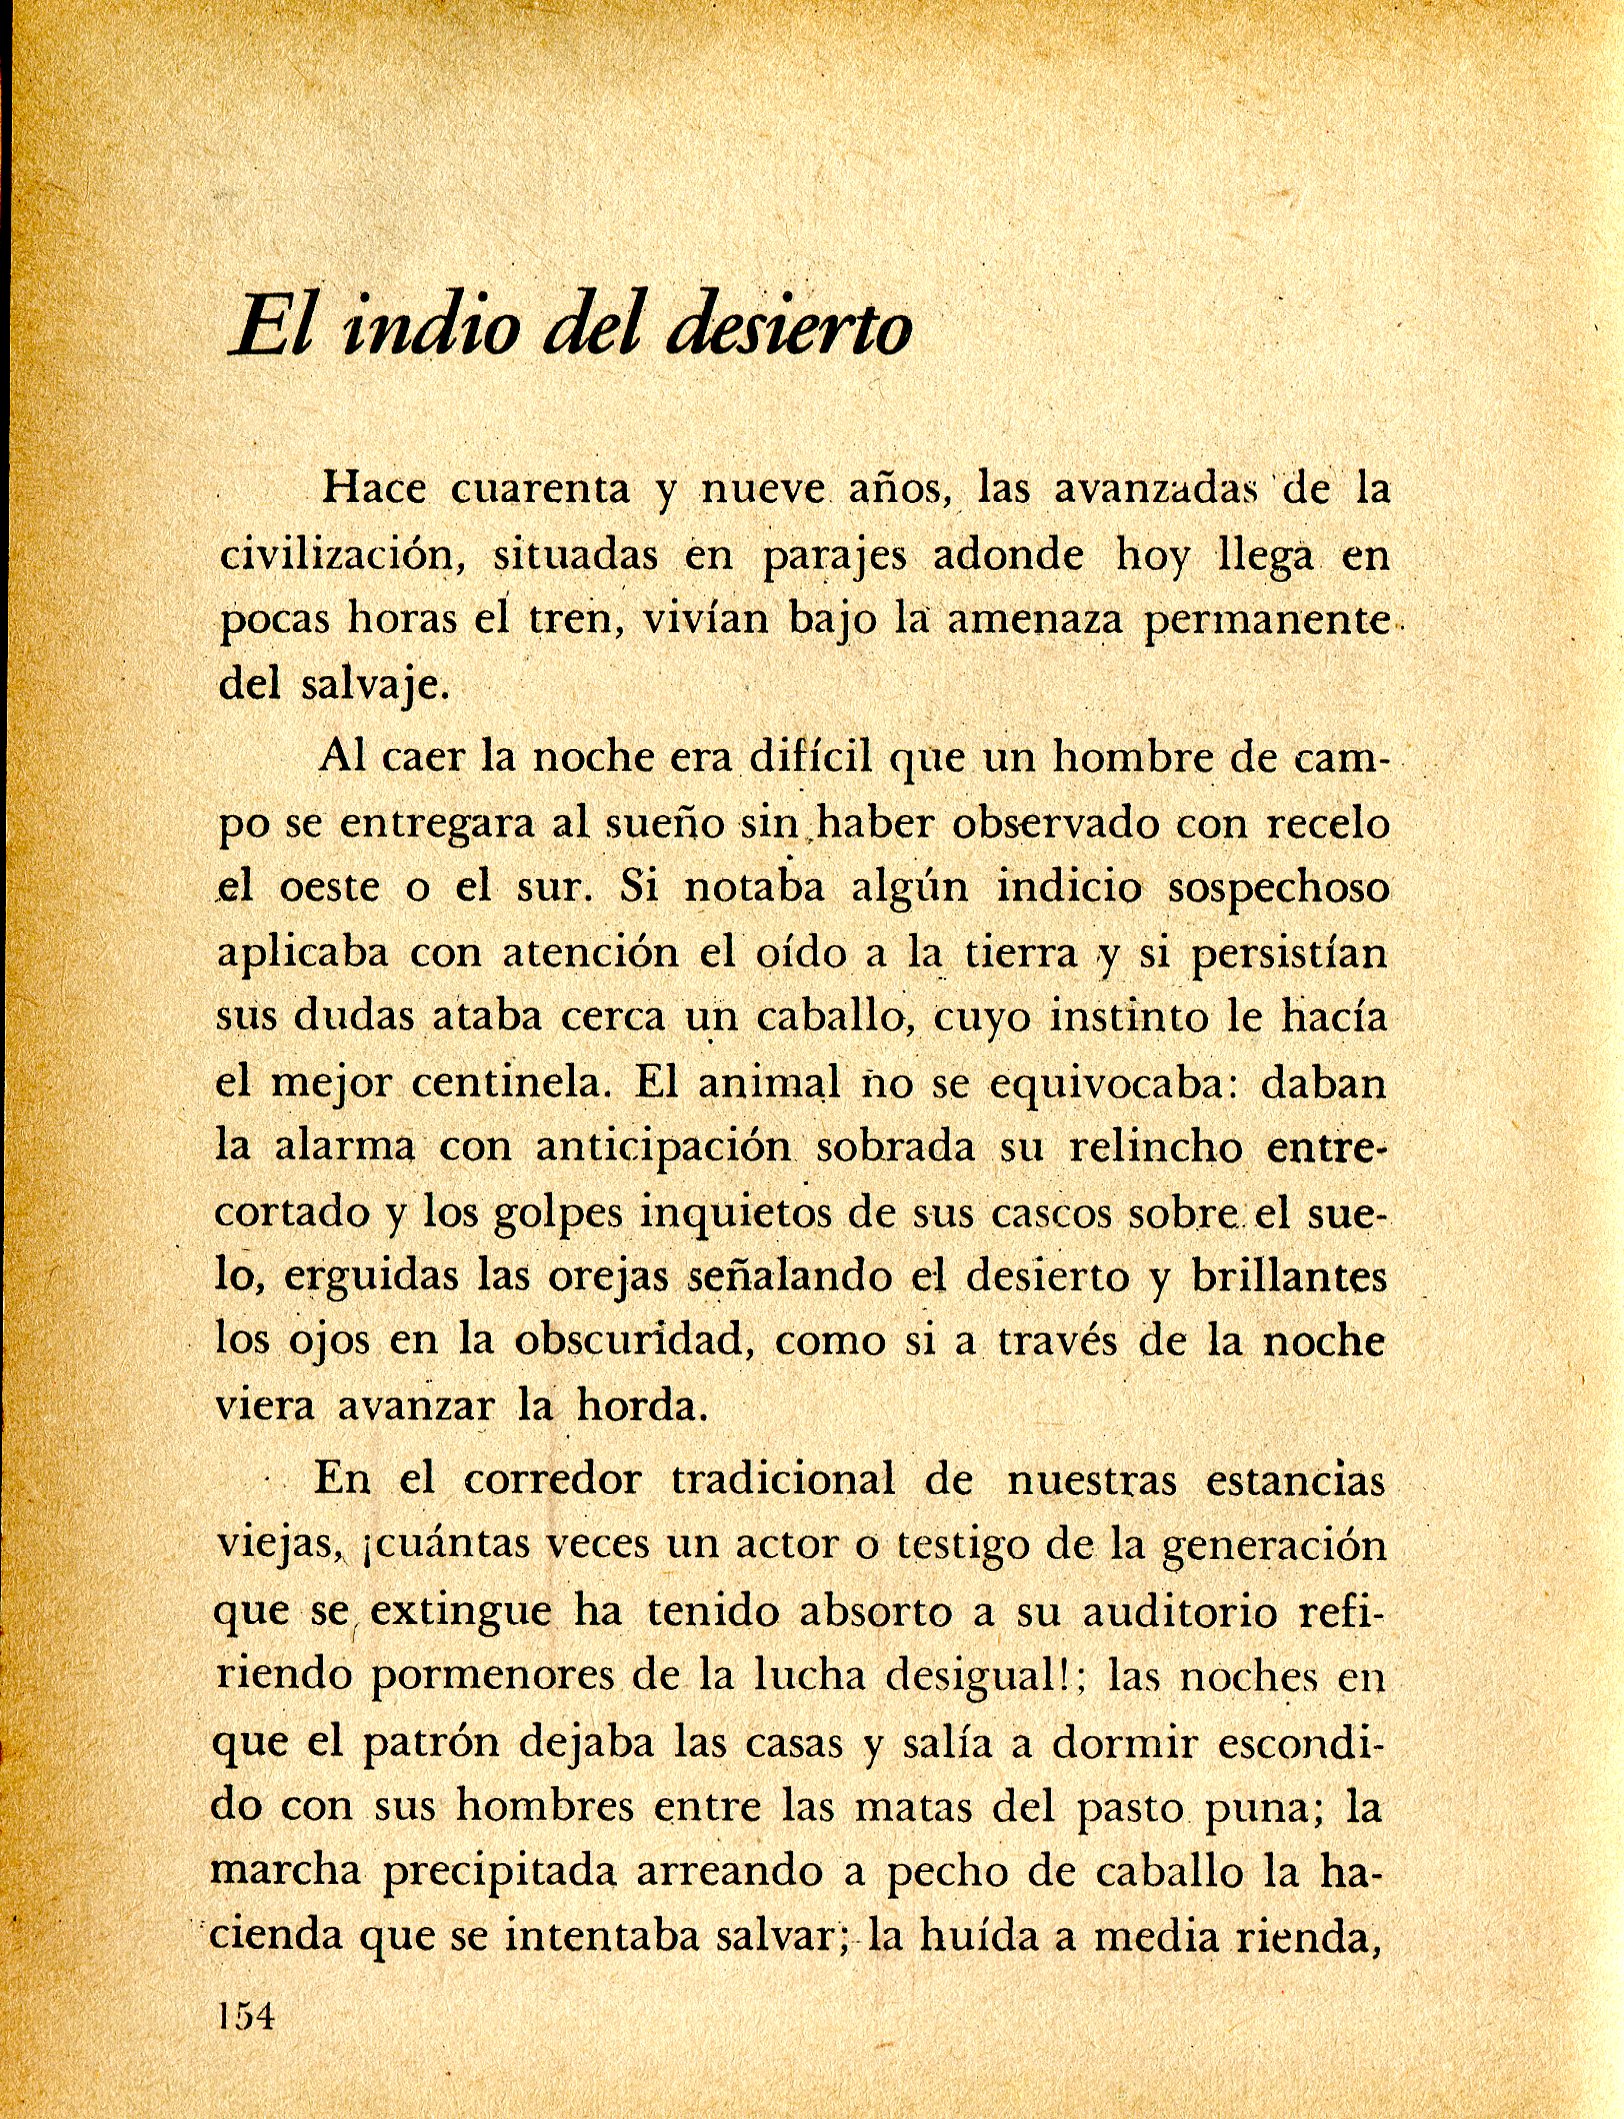 El indio del desierto
Hace cuarenta y nueve años, las avanzadas de la
civilización, situadas en parajes adonde hoy llega en
pocas horas el tren, vivían bajo la amenaza permanente
del salvaje.
Al caer la noche era difícil que un hombre de cam-
po se entregara al sueño sin haber observado con recelo
el oeste o el sur. Si notaba algún indicio sospechoso
aplicaba con atención el oído a la tierra y si persistían
sus dudas ataba cerca un caballo, cuyo instinto le hacía
el mejor centinela. El animal no se equivocaba: daban
la alarma con anticipación sobrada su relincho entre-
cortado y los golpes inquietos de sus cascos sobre el sue-
lo, erguidas las orejas señalando el desierto y brillantes
los ojos en la obscuridad, como si a través de la noche
viera avanzar la horda.
En el corredor tradicional de nuestras estancias
viejas, ¡cuántas veces un actor o testigo de la generación
que se extingue ha tenido absorto a su auditorio refi-
riendo pormenores de la lucha desigual!; las noches en
que el patrón dejaba las casas y salía a dormir escondi-
do con sus hombres entre las matas del pasto puna; la
marcha precipitada arreando a pecho de caballo la ha-
cienda que se intentaba salvar; la huída a media rienda,
154